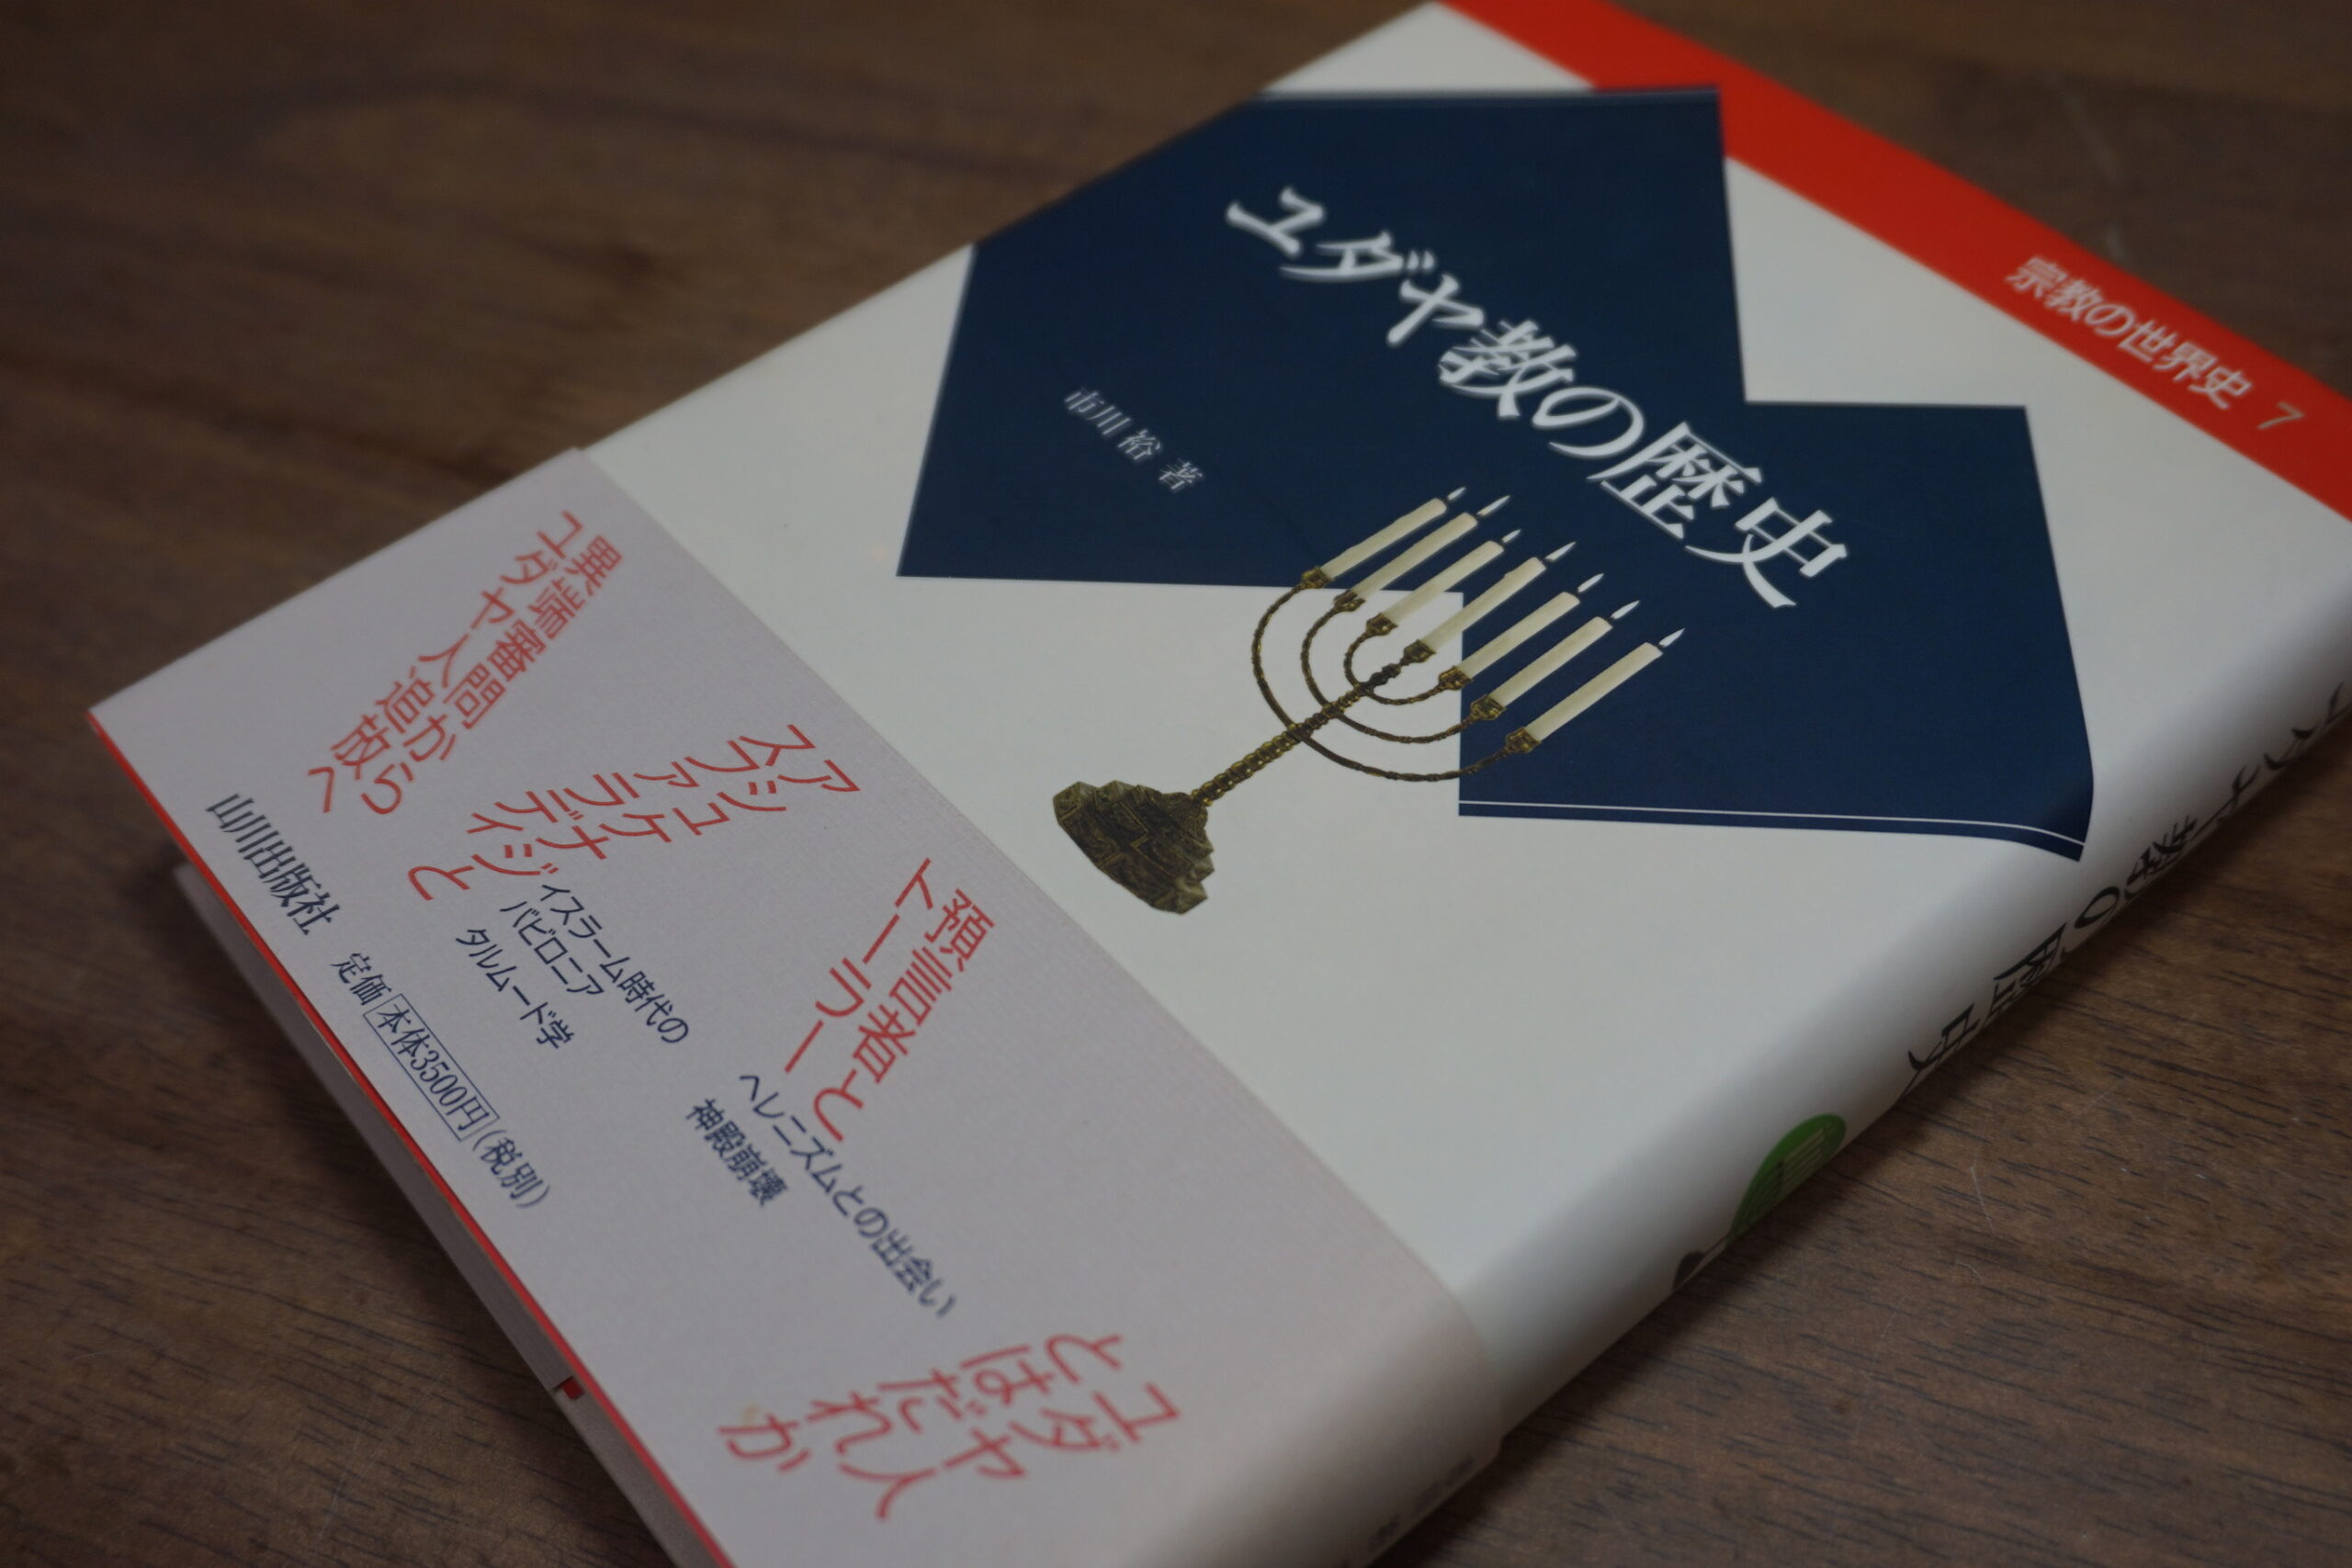 宗教の世界史 7
ユダヤ教の歴史
市川 裕 著
ユダヤ人
とはだれか
預言者と
トーラー
ヘレニズムとの出会い
神殿崩壊
アシュケナジと
スファラディ
イスラーム時代の
バビロニア
タルムード学
異端審問から
ユダヤ人追放へ
山川出版社
定価 本体3500円(税別)
ユダヤ教の歴史